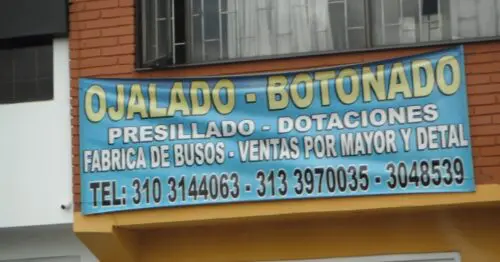 OJALADO - BOTONADO
PRESILLADO - DOTACIONES
FABRICA DE BUSOS - VENTAS POR MAYOR Y DETAL
TEL: 310 3144063 - 313 3970035 - 3048539